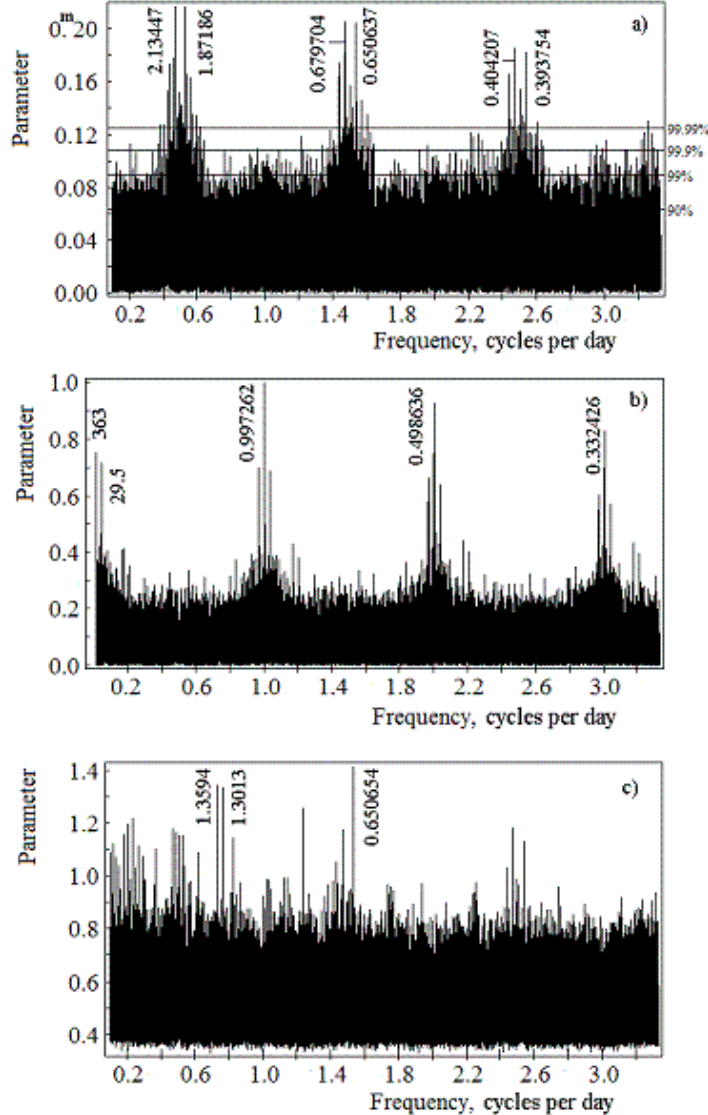 m
a)
0.20
0.16
0.12
0.08
0.04
0.00
Parameter
2.13447
1.87186
0.679704
0.650637
0.404207
0.393754
99.99%
99.9%
99%
90%
0.2 0.6 1.0 1.4 1.8 2.2 2.6 3.0
Frequency, cycles per day
b)
1.0
0.8
0.6
0.4
0.2
0.0
Parameter
363
29.5
0.997262
0.498636
0.332426
0.2 0.6 1.0 1.4 1.8 2.2 2.6 3.0
Frequency, cycles per day
c)
1.4
1.2
1.0
0.8
0.6
0.4
Parameter
1.3594
1.3013
0.650654
0.2 0.6 1.0 1.4 1.8 2.2 2.6 3.0
Frequency, cycles per day